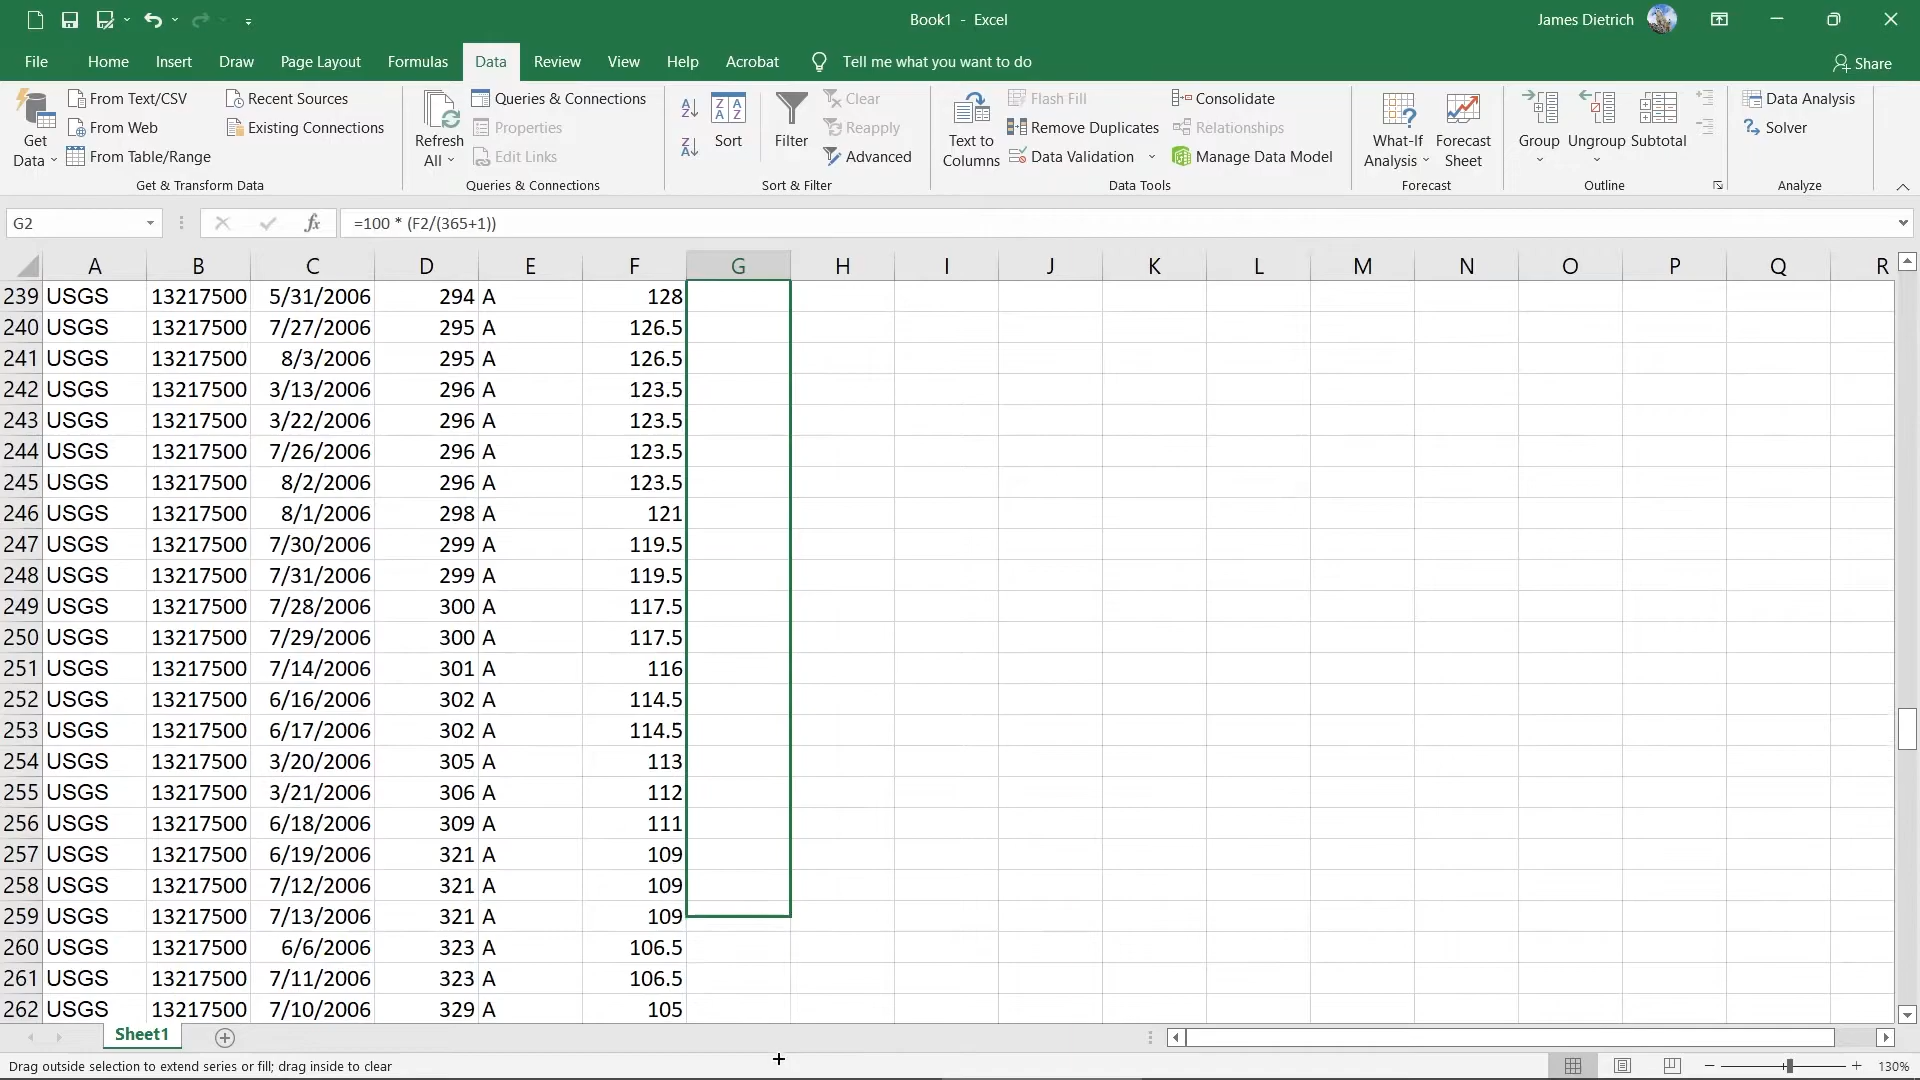 Book1 - Excel
James Dietrich
File Home Insert Draw Page Layout Formulas Data Review View Help Acrobat Tell me what you want to do Share
Get Data
From Text/CSV
From Web
From Table/Range
Recent Sources
Existing Connections
Get & Transform Data
Refresh All
Queries & Connections
Properties
Edit Links
Queries & Connections
Sort
Filter
Clear
Reapply
Advanced
Sort & Filter
Text to Columns
Flash Fill
Remove Duplicates
Data Validation
Consolidate
Relationships
Manage Data Model
Data Tools
What-If Analysis
Forecast Sheet
Forecast
Group
Ungroup
Subtotal
Outline
Data Analysis
Solver
Analyze
G2 fx =100 * (F2/(365+1))
A B C D E F G H I J K L M N O P Q R
239 USGS 13217500 5/31/2006 294 A 128
240 USGS 13217500 7/27/2006 295 A 126.5
241 USGS 13217500 8/3/2006 295 A 126.5
242 USGS 13217500 3/13/2006 296 A 123.5
243 USGS 13217500 3/22/2006 296 A 123.5
244 USGS 13217500 7/26/2006 296 A 123.5
245 USGS 13217500 8/2/2006 296 A 123.5
246 USGS 13217500 8/1/2006 298 A 121
247 USGS 13217500 7/30/2006 299 A 119.5
248 USGS 13217500 7/31/2006 299 A 119.5
249 USGS 13217500 7/28/2006 300 A 117.5
250 USGS 13217500 7/29/2006 300 A 117.5
251 USGS 13217500 7/14/2006 301 A 116
252 USGS 13217500 6/16/2006 302 A 114.5
253 USGS 13217500 6/17/2006 302 A 114.5
254 USGS 13217500 3/20/2006 305 A 113
255 USGS 13217500 3/21/2006 306 A 112
256 USGS 13217500 6/18/2006 309 A 111
257 USGS 13217500 6/19/2006 321 A 109
258 USGS 13217500 7/12/2006 321 A 109
259 USGS 13217500 7/13/2006 321 A 109
260 USGS 13217500 6/6/2006 323 A 106.5
261 USGS 13217500 7/11/2006 323 A 106.5
262 USGS 13217500 7/10/2006 329 A 105
Sheet1
Drag outside selection to extend series or fill; drag inside to clear
130%